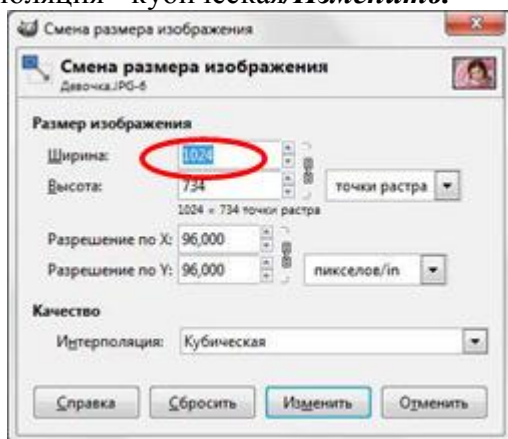 кубическая/Изменить.
Смена размера изображения
Смена размера изображения
Девочка.JPG-6
Размер изображения
Ширина: 1024
Высота: 734 точки растра
1024 × 734 точки растра
Разрешение по X: 96,000
Разрешение по Y: 96,000 пикселов/in
Качество
Интерполяция: Кубическая
Справка Сбросить Изменить Отменить